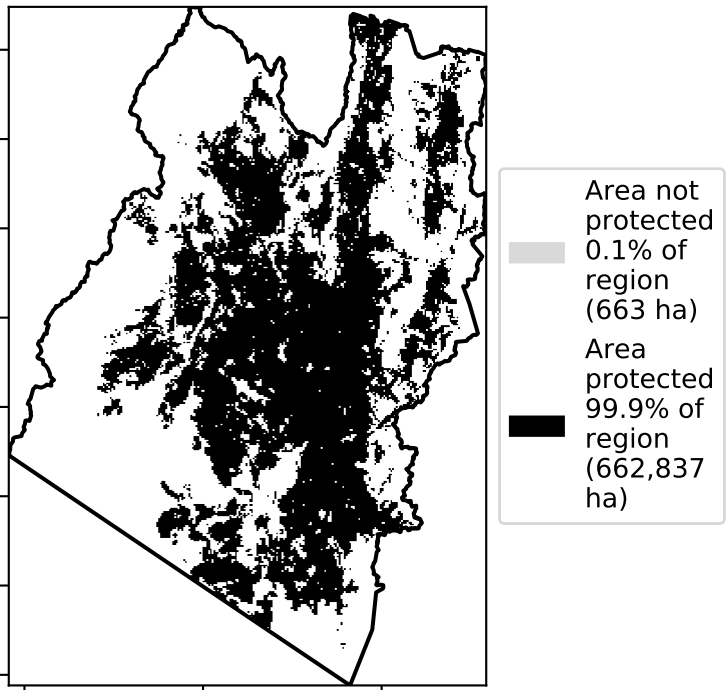 Area not
protected
0.1% of
region
(663 ha)
Area
protected
99.9% of
region
(662,837
ha)